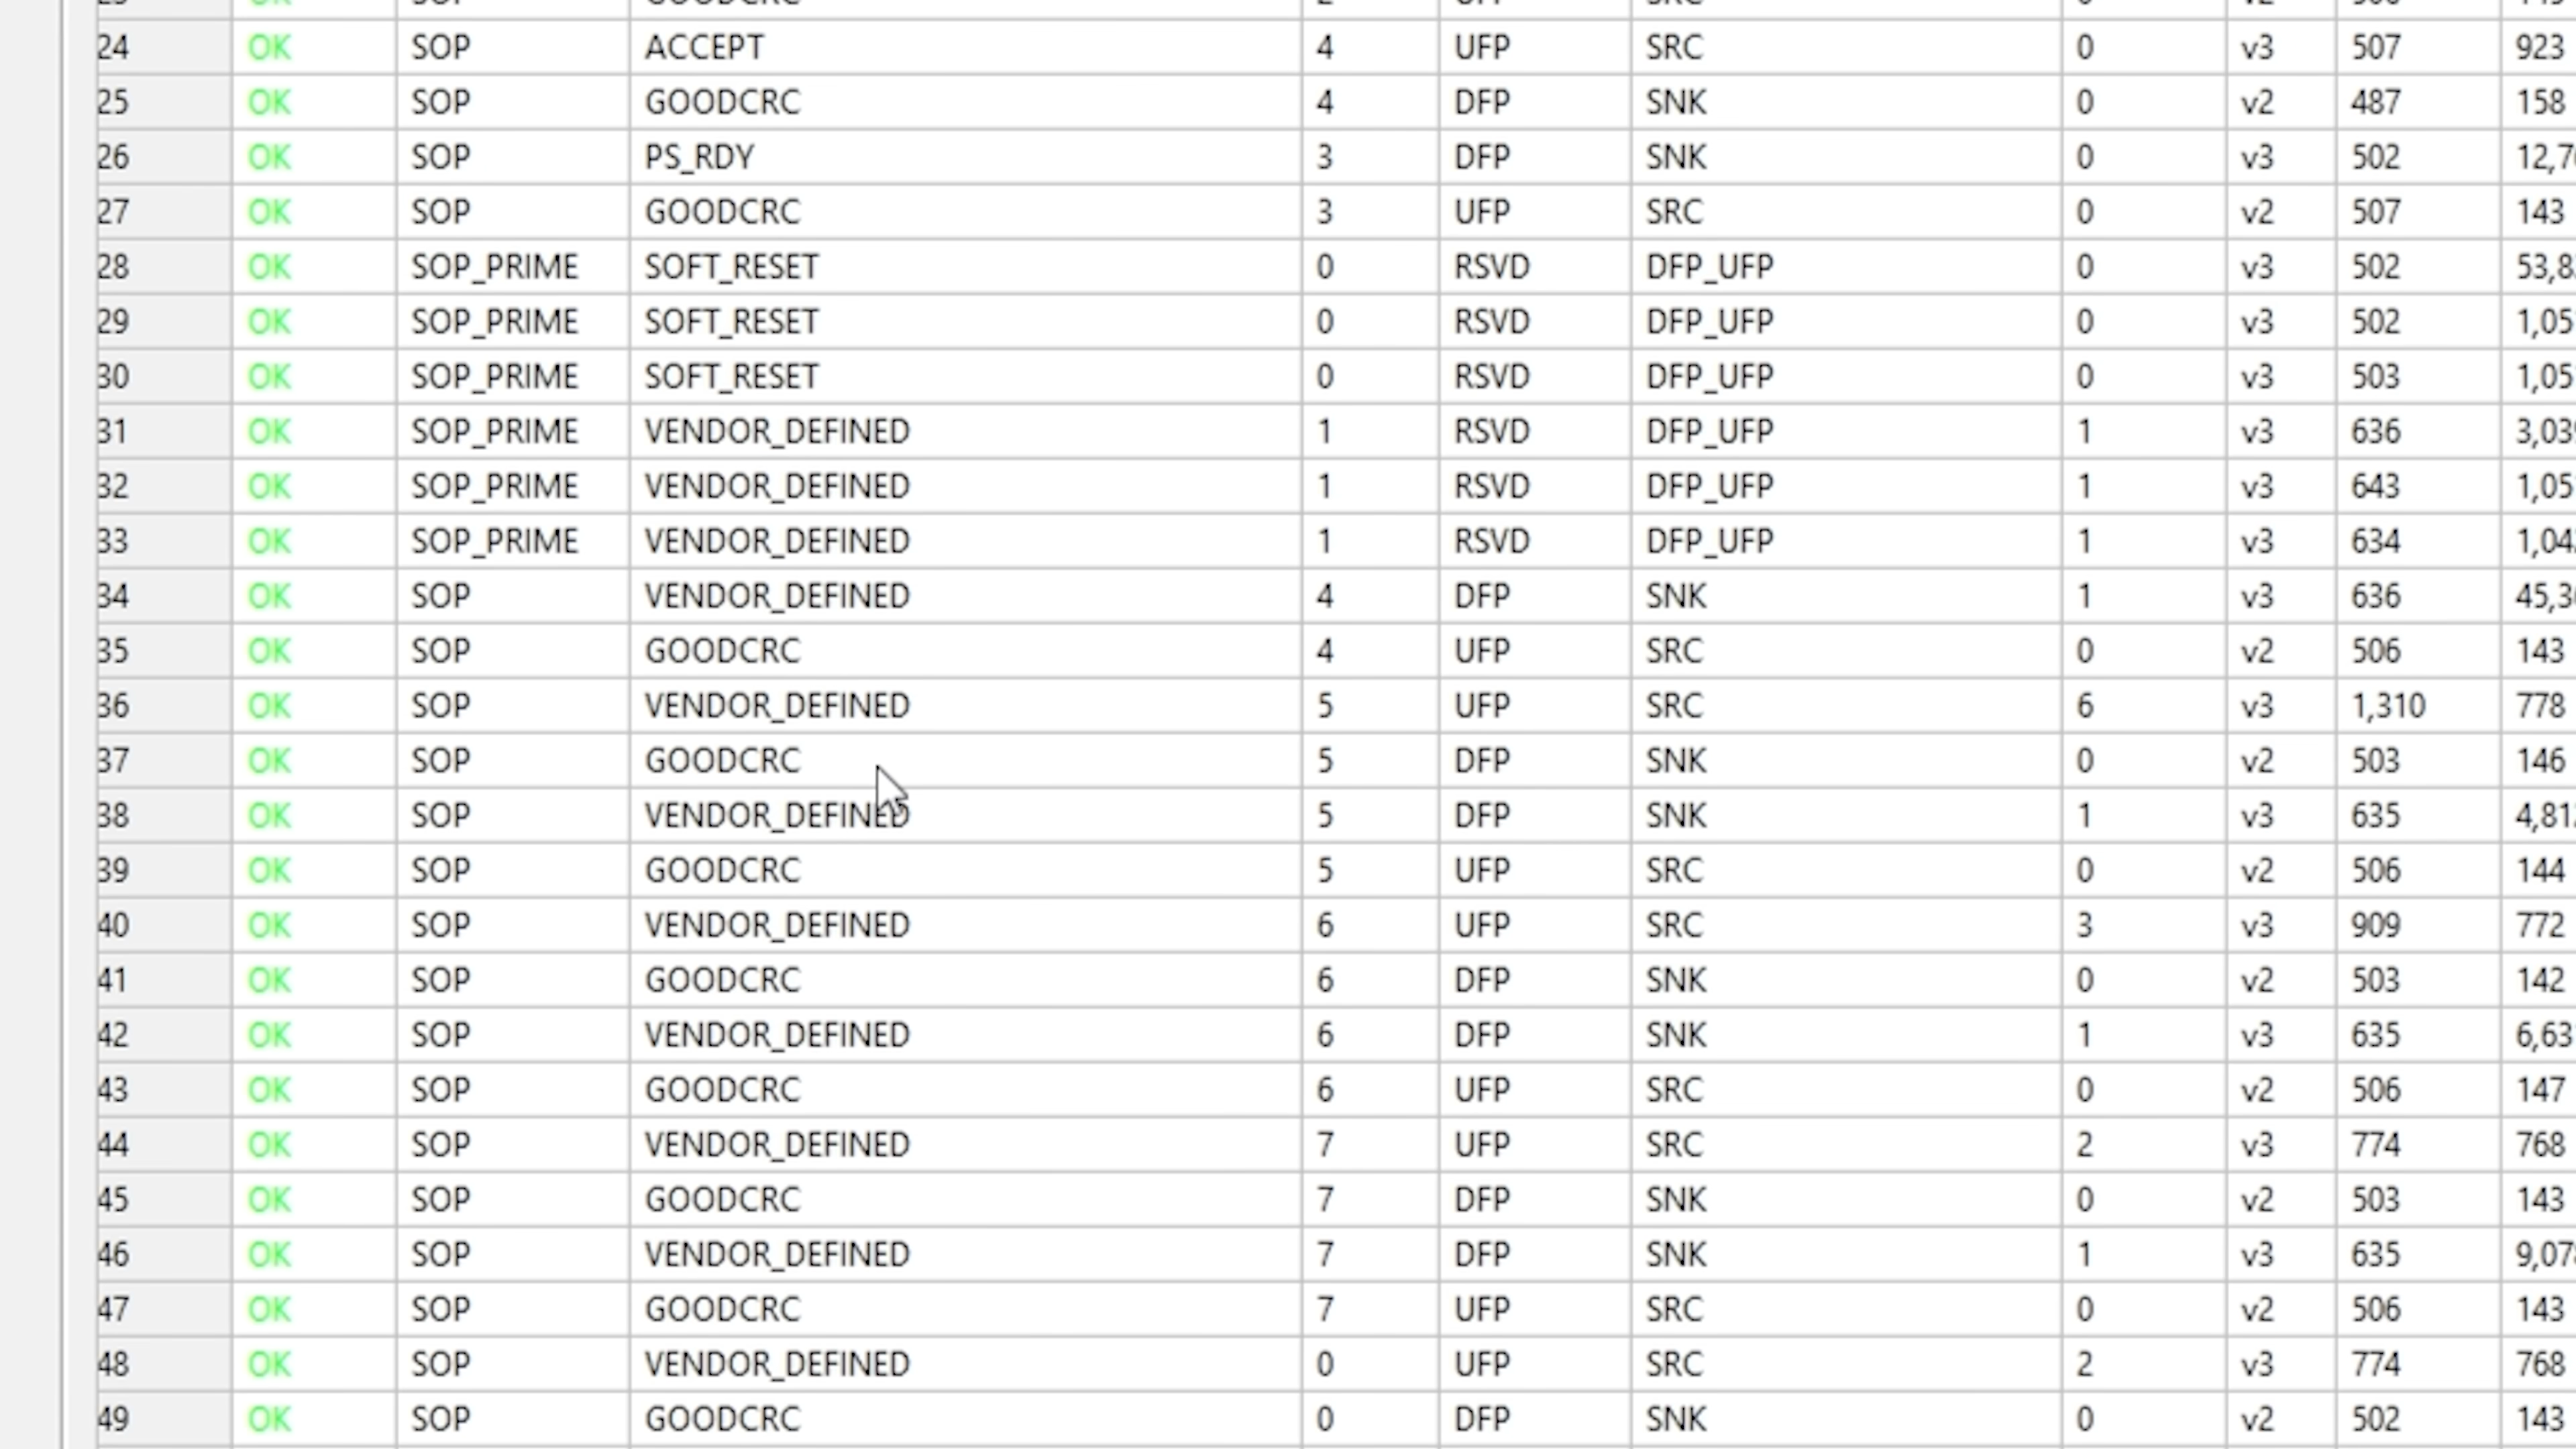 24 OK SOP ACCEPT 4 UFP SRC 0 v3 507 923
25 OK SOP GOODCRC 4 DFP SNK 0 v2 487 158
26 OK SOP PS_RDY 3 DFP SNK 0 v3 502 12,7
27 OK SOP GOODCRC 3 UFP SRC 0 v2 507 143
28 OK SOP_PRIME SOFT_RESET 0 RSVD DFP_UFP 0 v3 502 53,8
29 OK SOP_PRIME SOFT_RESET 0 RSVD DFP_UFP 0 v3 502 1,05
30 OK SOP_PRIME SOFT_RESET 0 RSVD DFP_UFP 0 v3 503 1,05
31 OK SOP_PRIME VENDOR_DEFINED 1 RSVD DFP_UFP 1 v3 636 3,03
32 OK SOP_PRIME VENDOR_DEFINED 1 RSVD DFP_UFP 1 v3 643 1,05
33 OK SOP_PRIME VENDOR_DEFINED 1 RSVD DFP_UFP 1 v3 634 1,04
34 OK SOP VENDOR_DEFINED 4 DFP SNK 1 v3 636 45,3
35 OK SOP GOODCRC 4 UFP SRC 0 v2 506 143
36 OK SOP VENDOR_DEFINED 5 UFP SRC 6 v3 1,310 778
37 OK SOP GOODCRC 5 DFP SNK 0 v2 503 146
38 OK SOP VENDOR_DEFINED 5 DFP SNK 1 v3 635 4,81
39 OK SOP GOODCRC 5 UFP SRC 0 v2 506 144
40 OK SOP VENDOR_DEFINED 6 UFP SRC 3 v3 909 772
41 OK SOP GOODCRC 6 DFP SNK 0 v2 503 142
42 OK SOP VENDOR_DEFINED 6 DFP SNK 1 v3 635 6,63
43 OK SOP GOODCRC 6 UFP SRC 0 v2 506 147
44 OK SOP VENDOR_DEFINED 7 UFP SRC 2 v3 774 768
45 OK SOP GOODCRC 7 DFP SNK 0 v2 503 143
46 OK SOP VENDOR_DEFINED 7 DFP SNK 1 v3 635 9,07
47 OK SOP GOODCRC 7 UFP SRC 0 v2 506 143
48 OK SOP VENDOR_DEFINED 0 UFP SRC 2 v3 774 768
49 OK SOP GOODCRC 0 DFP SNK 0 v2 502 143